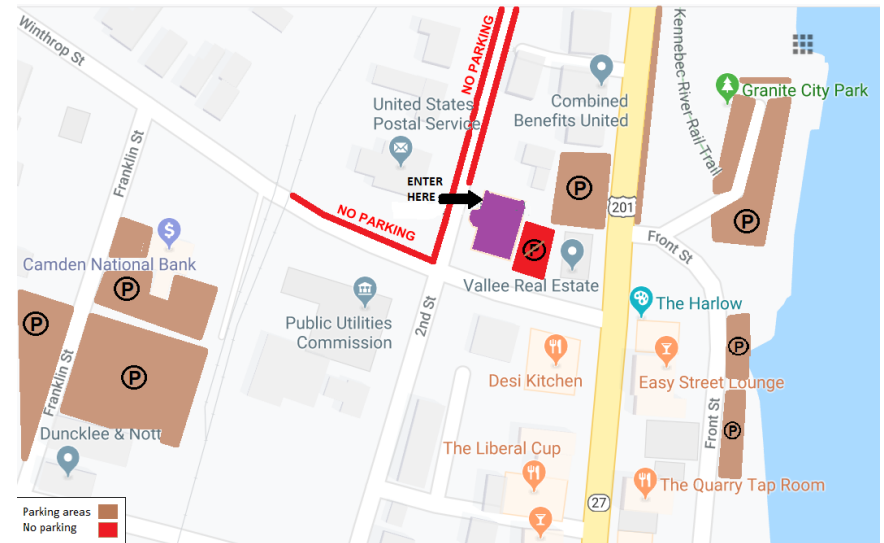 Winthrop St
NO PARKING
United States
Postal Service
Combined
Benefits United
Kennebec-River-Rail-Trail
Granite City Park
Franklin St
ENTER
HERE
P
201
P
NO PARKING
P
Front St
Camden National Bank
$
P
Vallee Real Estate
The Harlow
P
Public Utilities
Commission
2nd St
P
P
Desi Kitchen
Easy Street Lounge
Franklin St
Front St
P
Duncklee & Nott
The Liberal Cup
The Quarry Tap Room
27
Parking areas
No parking